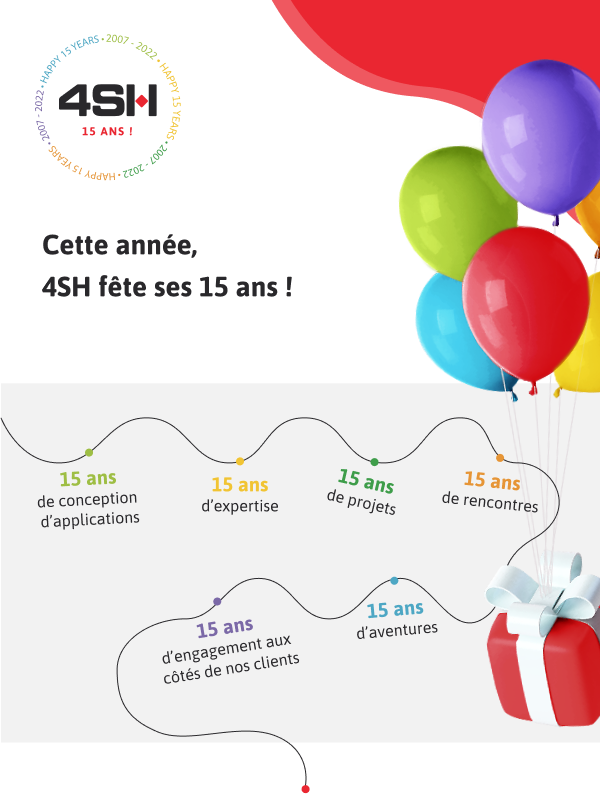 HAPPY 15 YEARS • 2007 - 2022 • HAPPY 15 YEARS • 2007 - 2022 • HAPPY 15 YEARS • 2007 - 2022 •
4SH
15 ANS !
Cette année,
4SH fête ses 15 ans !
15 ans
de conception
d’applications
15 ans
d’expertise
15 ans
de projets
15 ans
de rencontres
15 ans
d’engagement aux
côtés de nos clients
15 ans
d’aventures